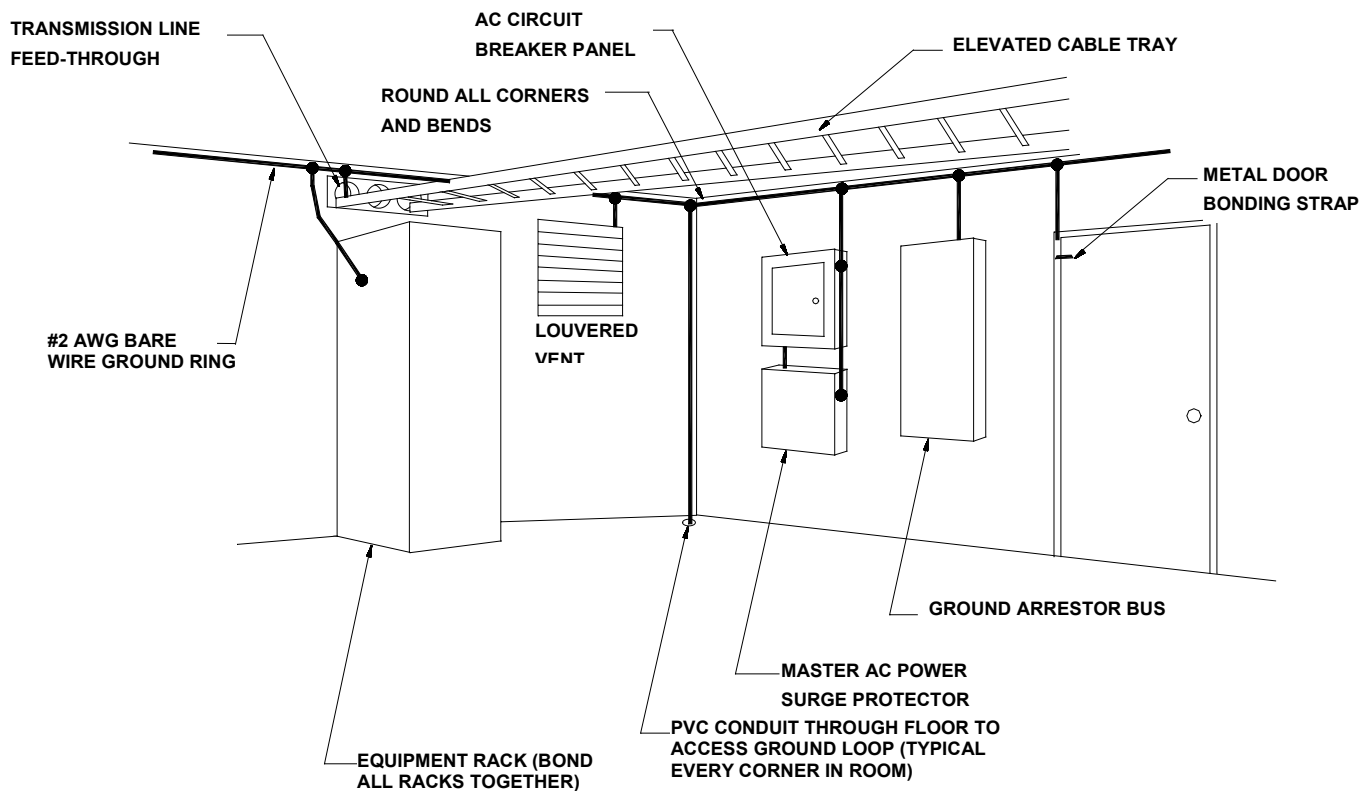 TRANSMISSION LINE
FEED-THROUGH
AC CIRCUIT
BREAKER PANEL
ELEVATED CABLE TRAY
ROUND ALL CORNERS
AND BENDS
METAL DOOR
BONDING STRAP
#2 AWG BARE
WIRE GROUND RING
LOUVERED
VENT
GROUND ARRESTOR BUS
MASTER AC POWER
SURGE PROTECTOR
PVC CONDUIT THROUGH FLOOR TO
ACCESS GROUND LOOP (TYPICAL
EVERY CORNER IN ROOM)
EQUIPMENT RACK (BOND
ALL RACKS TOGETHER)